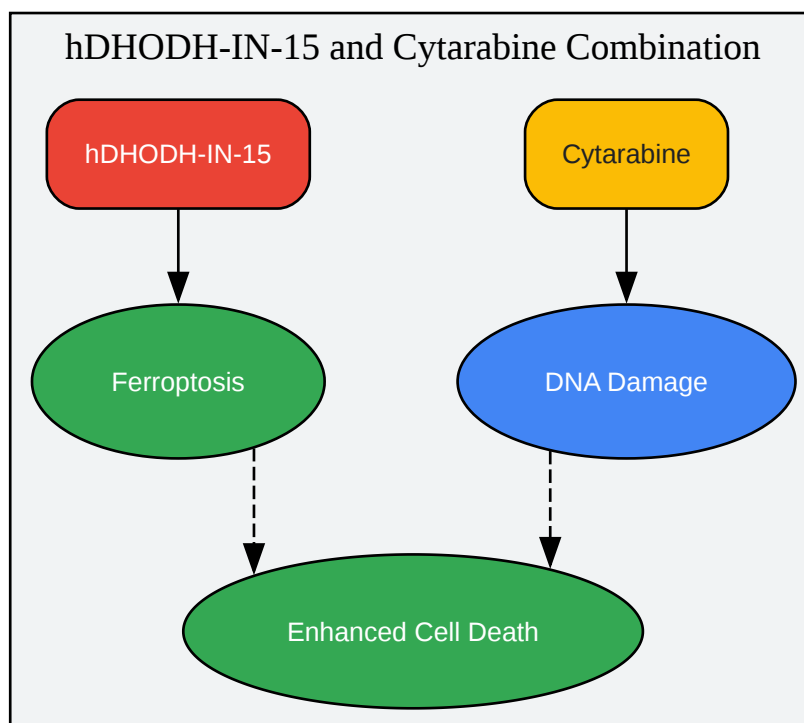 hDHODH-IN-15 and Cytarabine Combination
hDHODH-IN-15
Cytarabine
Ferroptosis
DNA Damage
Enhanced Cell Death